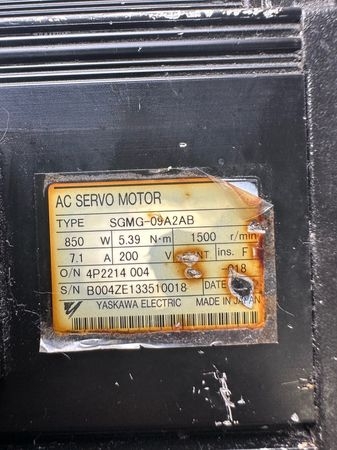 AC SERVO MOTOR
TYPE SGMG-09A2AB
850 W 5.39 N·m 1500 r/min
7.1 A 200 V ins. F
O/N 4P2214 004
S/N B004ZE133510018 DATE
YASKAWA ELECTRIC MADE IN JAPAN